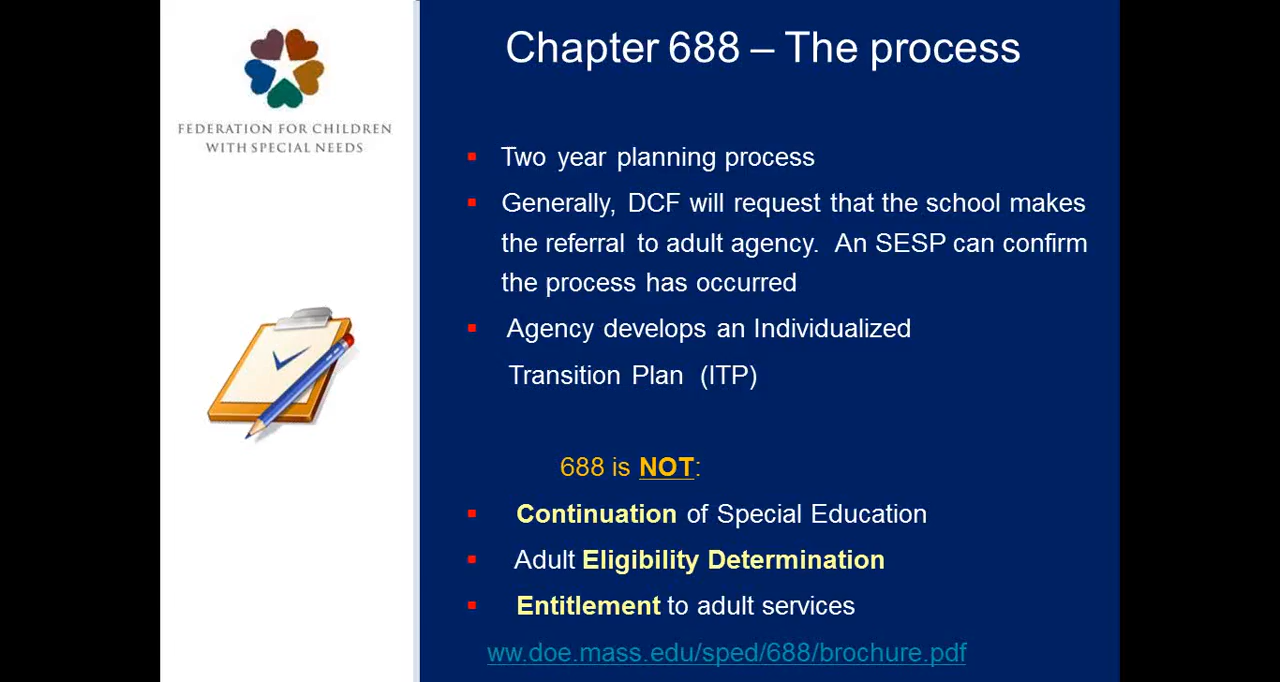 FEDERATION FOR CHILDREN
WITH SPECIAL NEEDS
Chapter 688 – The process
Two year planning process
Generally, DCF will request that the school makes
the referral to adult agency. An SESP can confirm
the process has occurred
Agency develops an Individualized
Transition Plan (ITP)
688 is NOT:
Continuation of Special Education
Adult Eligibility Determination
Entitlement to adult services
ww.doe.mass.edu/sped/688/brochure.pdf